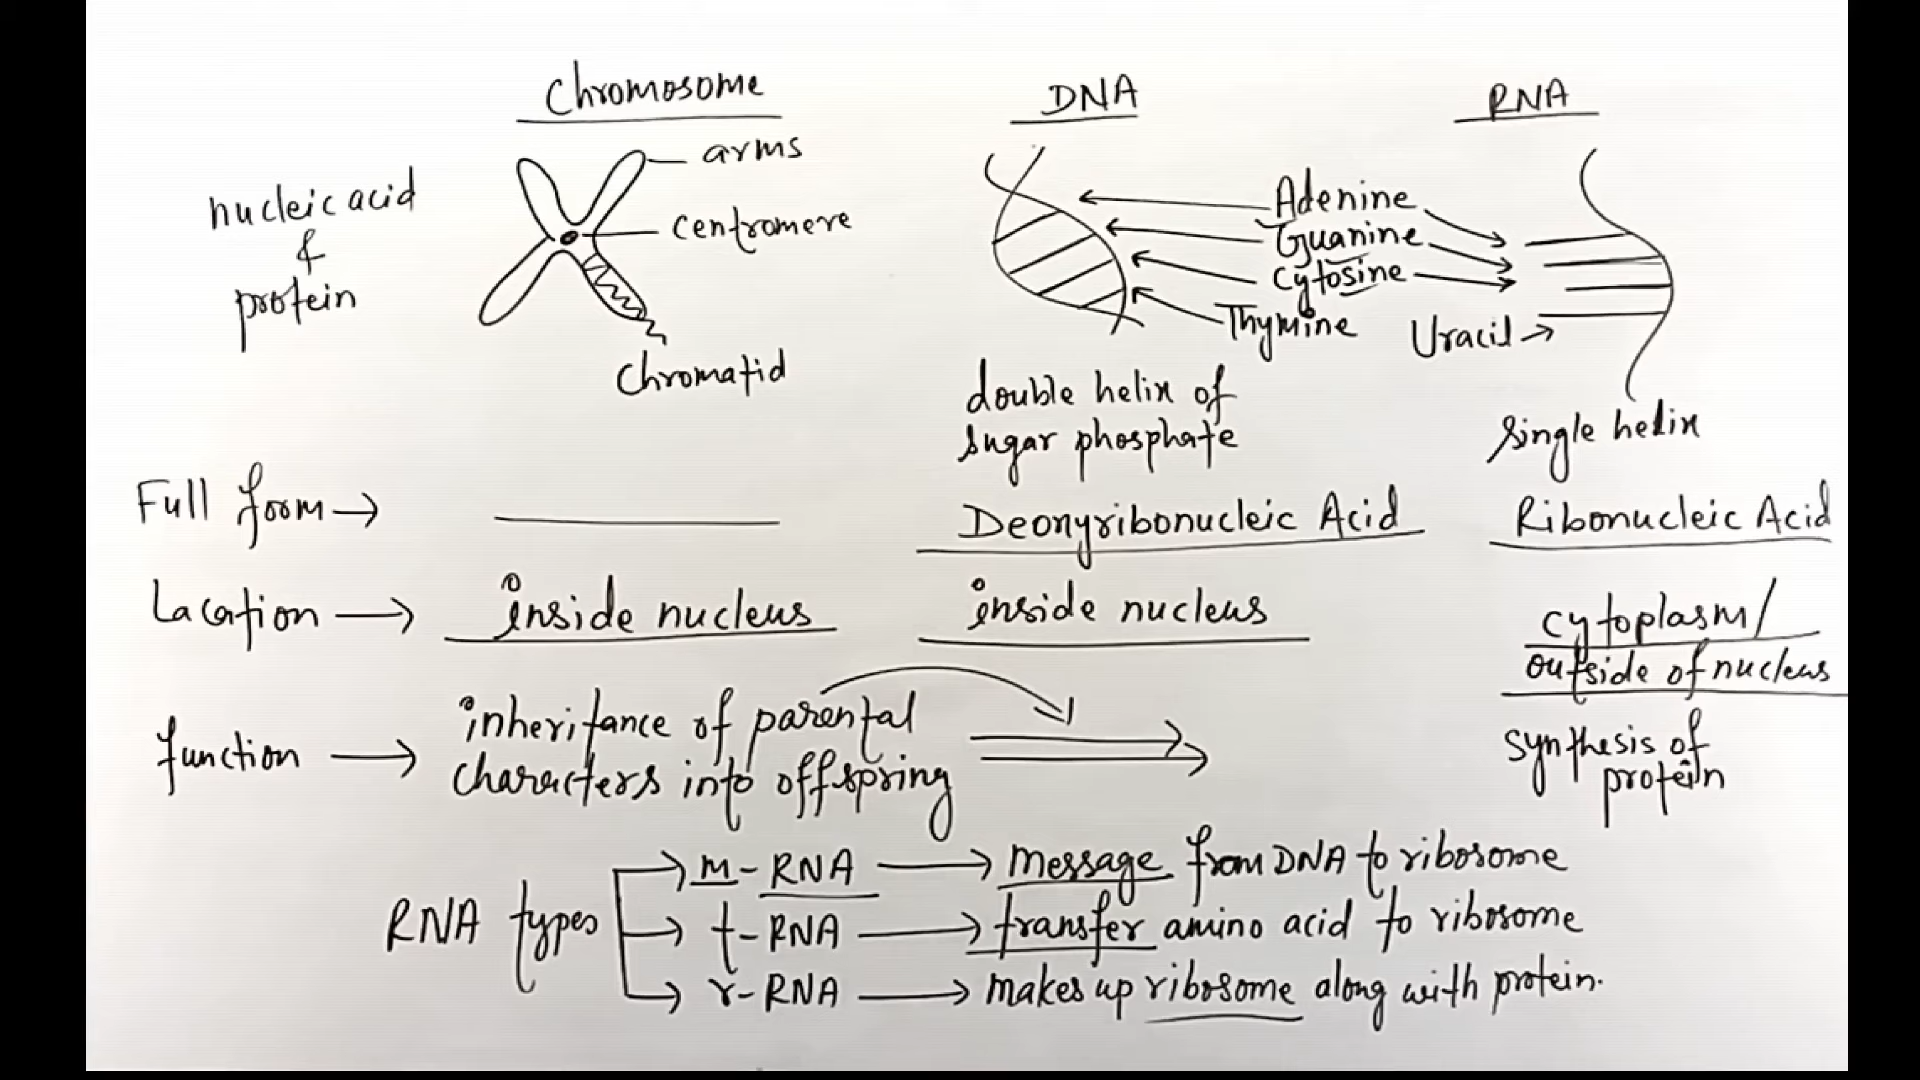 Chromosome
DNA
RNA
arms
nucleic acid
&
protein
centromere
chromatid
Adenine
Guanine
Cytosine
Thymine
Uracil
double helix of
sugar phosphate
single helix
Full form →
Deoxyribonucleic Acid
Ribonucleic Acid
Lacation →
inside nucleus
inside nucleus
cytoplasm/
outside of nucleus
function →
inheritance of parental
characters into offspring
synthesis of
protein
RNA types
m-RNA → message from DNA to ribosome
t-RNA → transfer amino acid to ribosome
r-RNA → makes up ribosome along with protein.